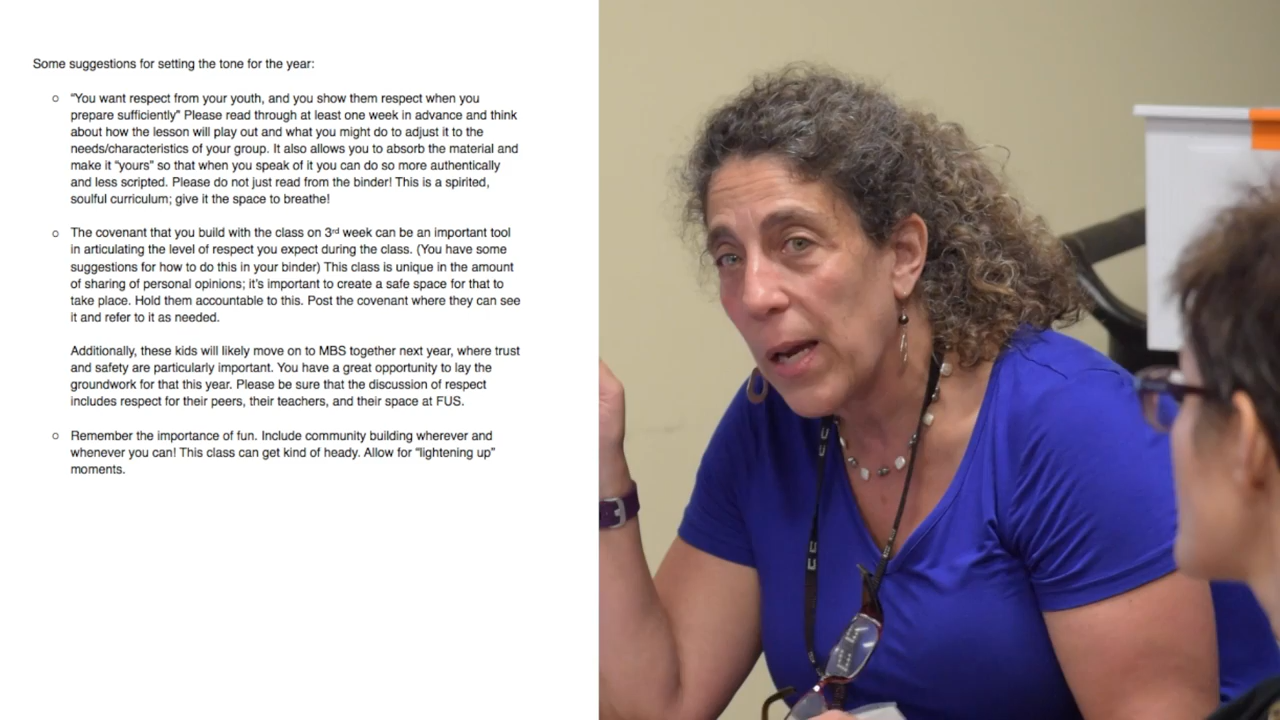 Some suggestions for setting the tone for the year:
○ “You want respect from your youth, and you show them respect when you
prepare sufficiently” Please read through at least one week in advance and think
about how the lesson will play out and what you might do to adjust it to the
needs/characteristics of your group. It also allows you to absorb the material and
make it “yours” so that when you speak of it you can do so more authentically
and less scripted. Please do not just read from the binder! This is a spirited,
soulful curriculum; give it the space to breathe!
○ The covenant that you build with the class on 3rd week can be an important tool
in articulating the level of respect you expect during the class. (You have some
suggestions for how to do this in your binder) This class is unique in the amount
of sharing of personal opinions; it’s important to create a safe space for that to
take place. Hold them accountable to this. Post the covenant where they can see
it and refer to it as needed.
Additionally, these kids will likely move on to MBS together next year, where trust
and safety are particularly important. You have a great opportunity to lay the
groundwork for that this year. Please be sure that the discussion of respect
includes respect for their peers, their teachers, and their space at FUS.
○ Remember the importance of fun. Include community building wherever and
whenever you can! This class can get kind of heady. Allow for “lightening up”
moments.